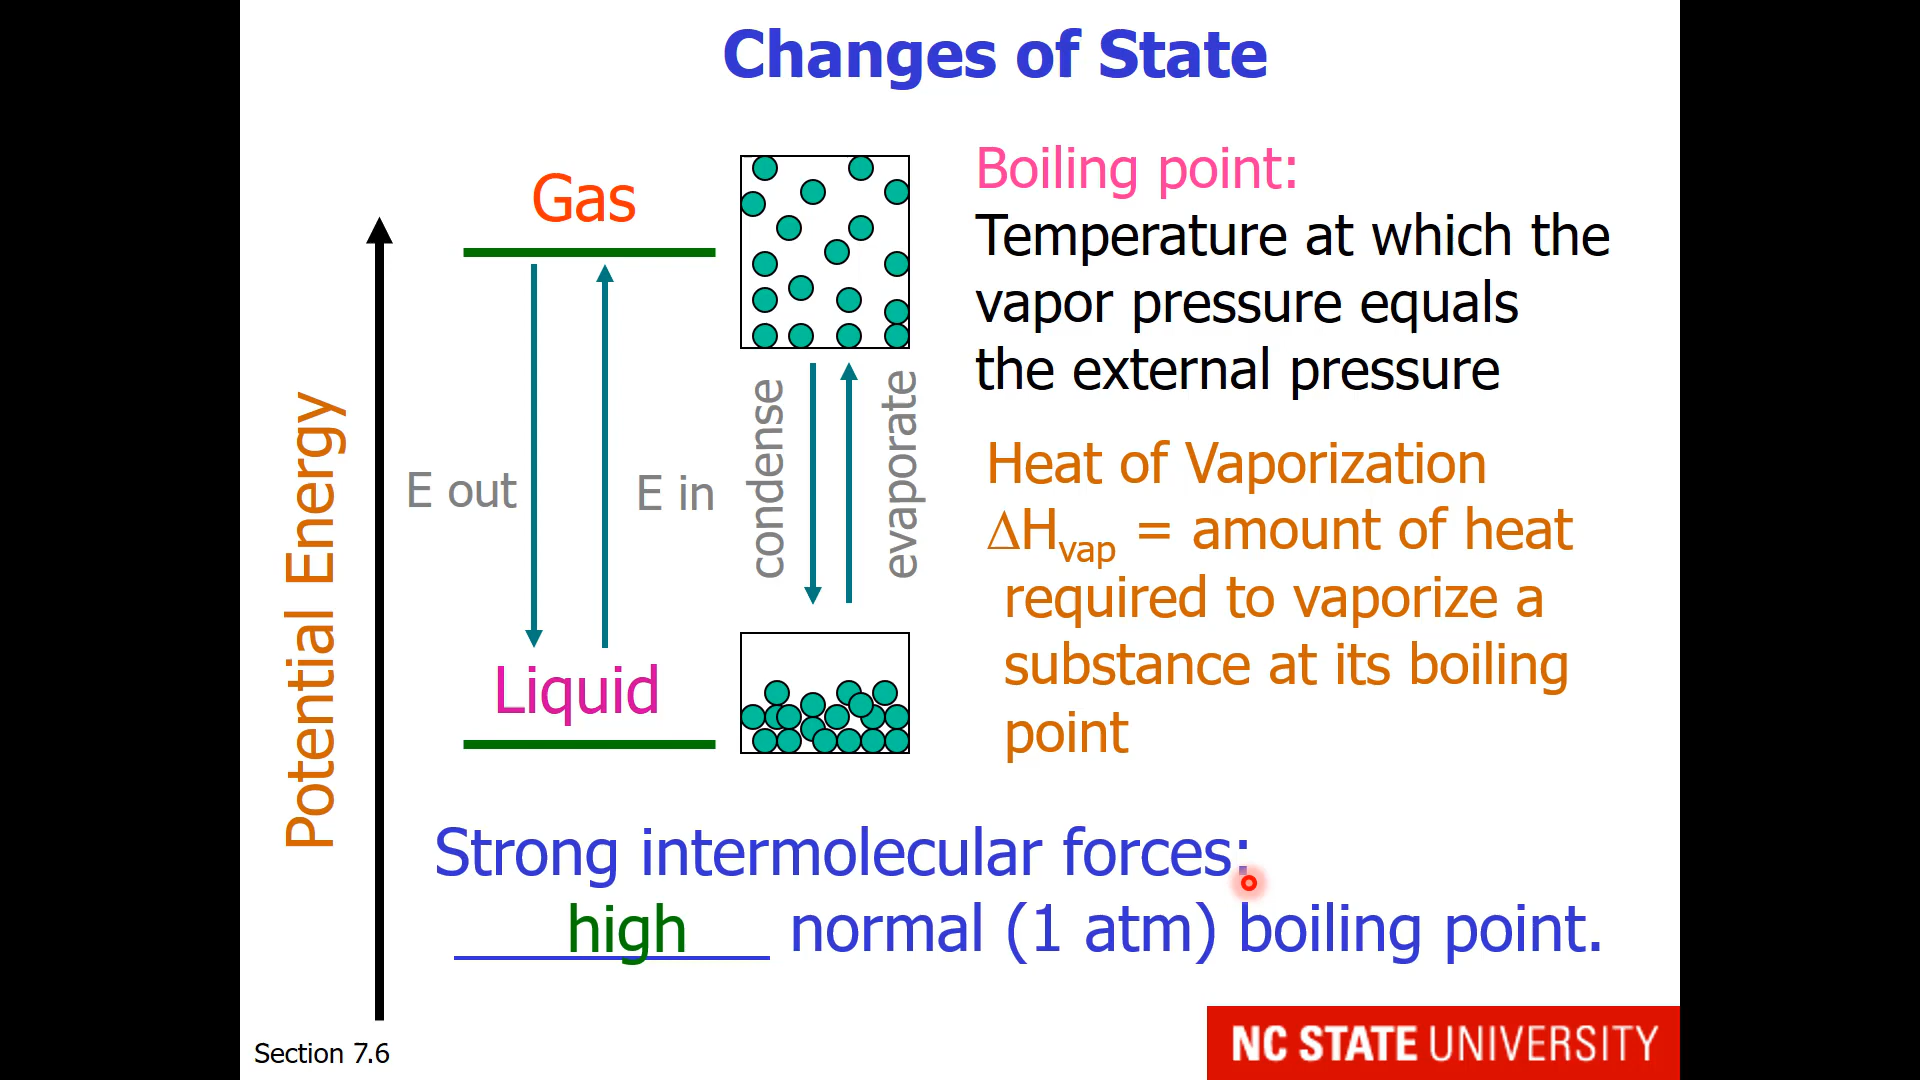 Changes of State
Gas
Potential Energy
E out
E in
condense
evaporate
Liquid
Boiling point:
Temperature at which the
vapor pressure equals
the external pressure
Heat of Vaporization
ΔHvap = amount of heat
required to vaporize a
substance at its boiling
point
Strong intermolecular forces:
high normal (1 atm) boiling point.
Section 7.6
NC STATE UNIVERSITY